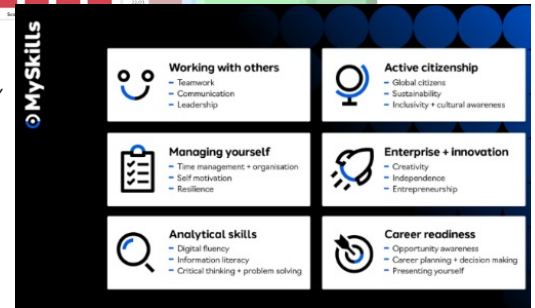 MySkills
Working with others
- Teamwork
- Communication
- Leadership
Active citizenship
- Global citizens
- Sustainability
- Inclusivity + cultural awareness
Managing yourself
- Time management + organisation
- Self motivation
- Resilience
Enterprise + innovation
- Creativity
- Independence
- Entrepreneurship
Analytical skills
- Digital fluency
- Information literacy
- Critical thinking + problem solving
Career readiness
- Opportunity awareness
- Career planning + decision making
- Presenting yourself